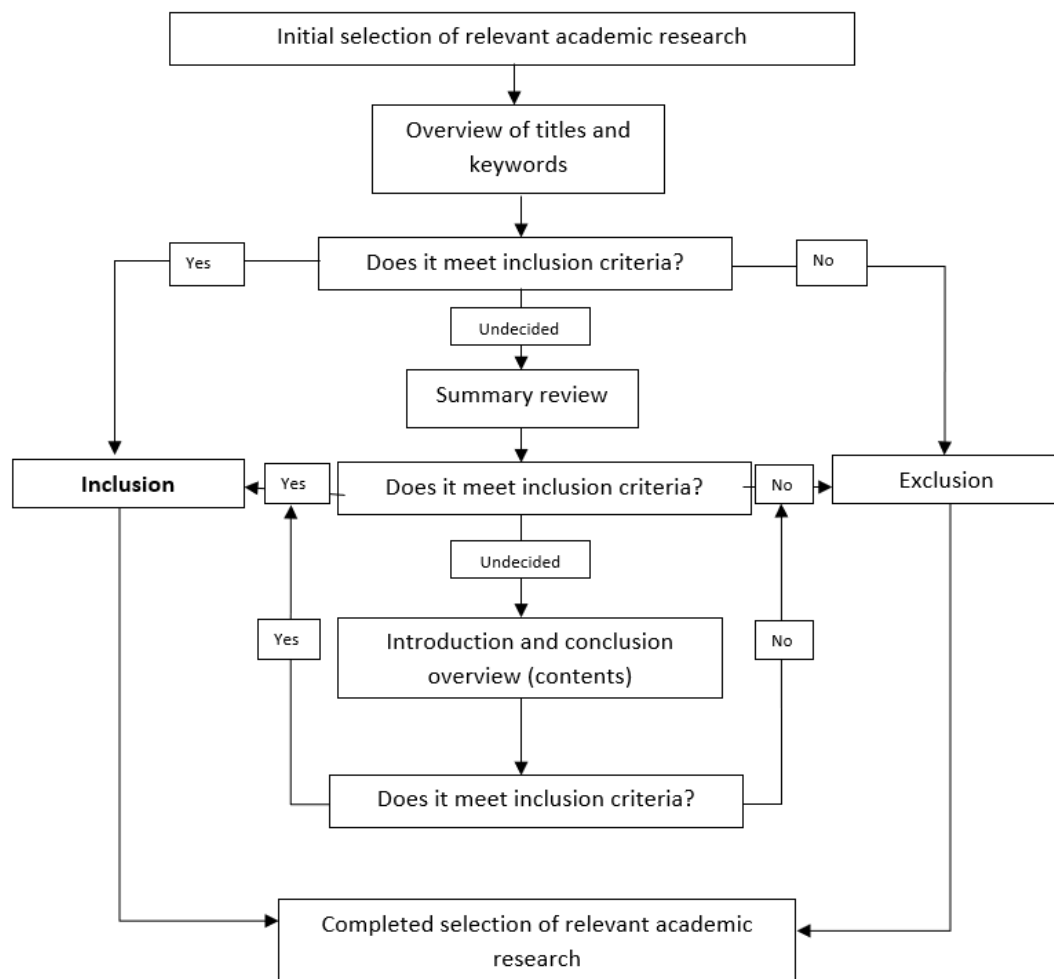 Initial selection of relevant academic research
Overview of titles and
keywords
Yes
Does it meet inclusion criteria?
No
Undecided
Summary review
Inclusion
Yes
Does it meet inclusion criteria?
No
Exclusion
Undecided
Yes
Introduction and conclusion
overview (contents)
No
Does it meet inclusion criteria?
Completed selection of relevant academic
research